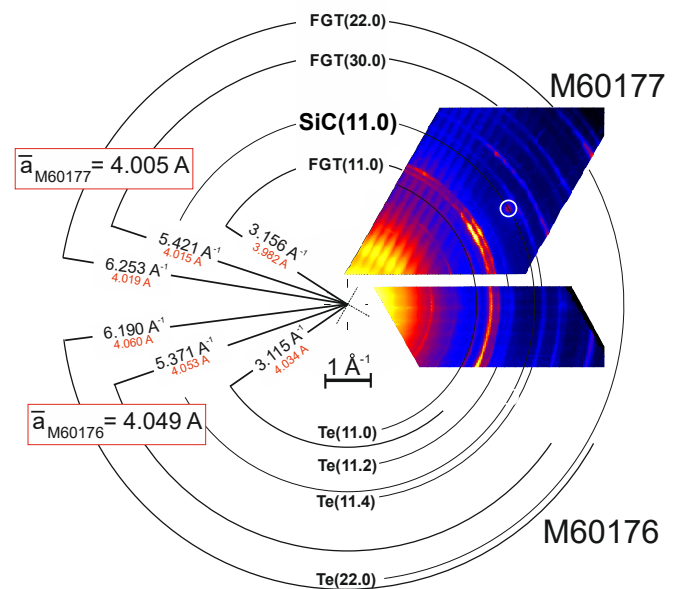 FGT(22.0)
FGT(30.0)
M60177
SiC(11.0)
a̅M60177= 4.005 A
FGT(11.0)
3.156 A⁻¹
3.982 A
5.421 A⁻¹
4.015 A
6.253 A⁻¹
4.019 A
6.190 A⁻¹
4.060 A
5.371 A⁻¹
4.053 A
3.115 A⁻¹
4.034 A
1 Å⁻¹
a̅M60176= 4.049 A
Te(11.0)
Te(11.2)
Te(11.4)
M60176
Te(22.0)